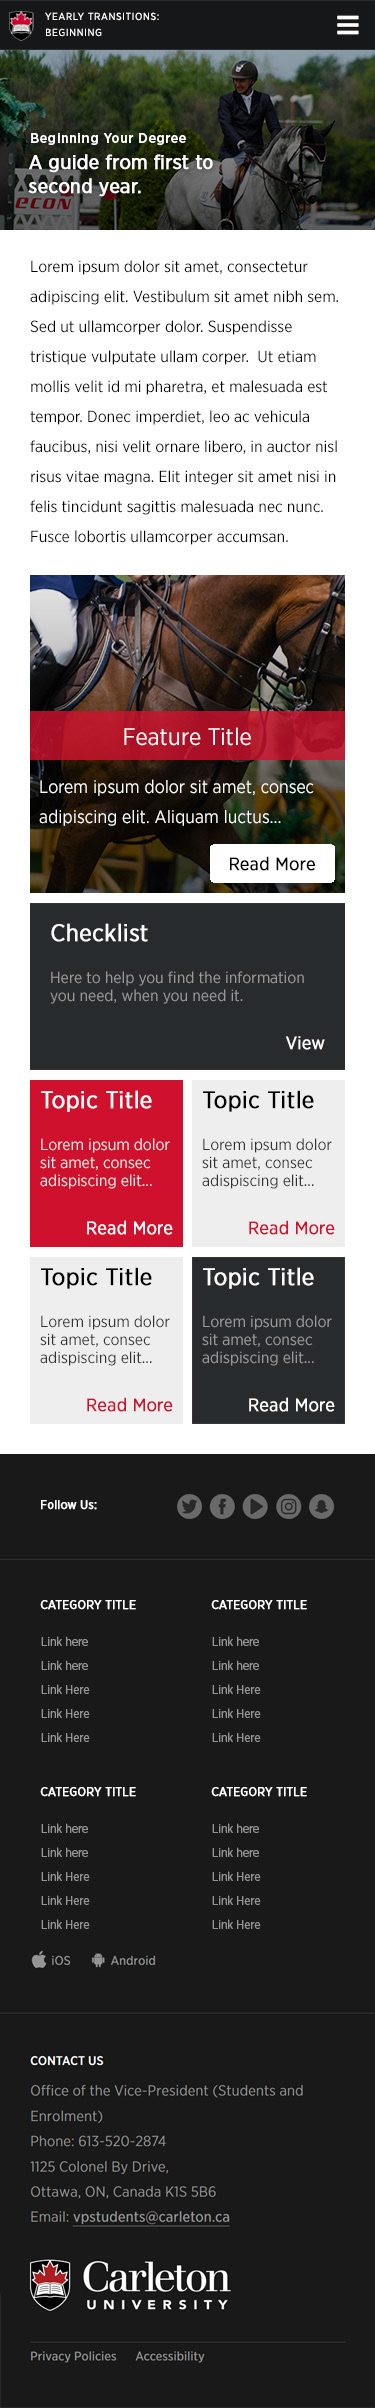 YEARLY TRANSITIONS:
BEGINNING
Beginning Your Degree
A guide from first to
second year.
econ
Lorem ipsum dolor sit amet, consectetur
adipiscing elit. Vestibulum sit amet nibh sem.
Sed ut ullamcorper dolor. Suspendisse
tristique vulputate ullam corper.  Ut etiam
mollis velit id mi pharetra, et malesuada est
tempor. Donec imperdiet, leo ac vehicula
faucibus, nisi velit ornare libero, in auctor nisl
risus vitae magna. Elit integer sit amet nisi in
felis tincidunt sagittis malesuada nec nunc.
Fusce lobortis ullamcorper accumsan.
Feature Title
Lorem ipsum dolor sit amet, consec
adipiscing elit. Aliquam luctus...
Read More
Checklist
Here to help you find the information
you need, when you need it.
View
Topic Title
Lorem ipsum dolor
sit amet, consec
adispiscing elit...
Read More
Topic Title
Lorem ipsum dolor
sit amet, consec
adispiscing elit...
Read More
Topic Title
Lorem ipsum dolor
sit amet, consec
adispiscing elit...
Read More
Topic Title
Lorem ipsum dolor
sit amet, consec
adispiscing elit...
Read More
Follow Us:
CATEGORY TITLE
Link here
Link here
Link Here
Link Here
Link Here
CATEGORY TITLE
Link here
Link here
Link Here
Link Here
Link Here
CATEGORY TITLE
Link here
Link here
Link Here
Link Here
Link Here
CATEGORY TITLE
Link here
Link here
Link Here
Link Here
Link Here
iOS Android
CONTACT US
Office of the Vice-President (Students and
Enrolment)
Phone: 613-520-2874
1125 Colonel By Drive,
Ottawa, ON, Canada K1S 5B6
Email: vpstudents@carleton.ca
Carleton
UNIVERSITY
Privacy Policies Accessibility